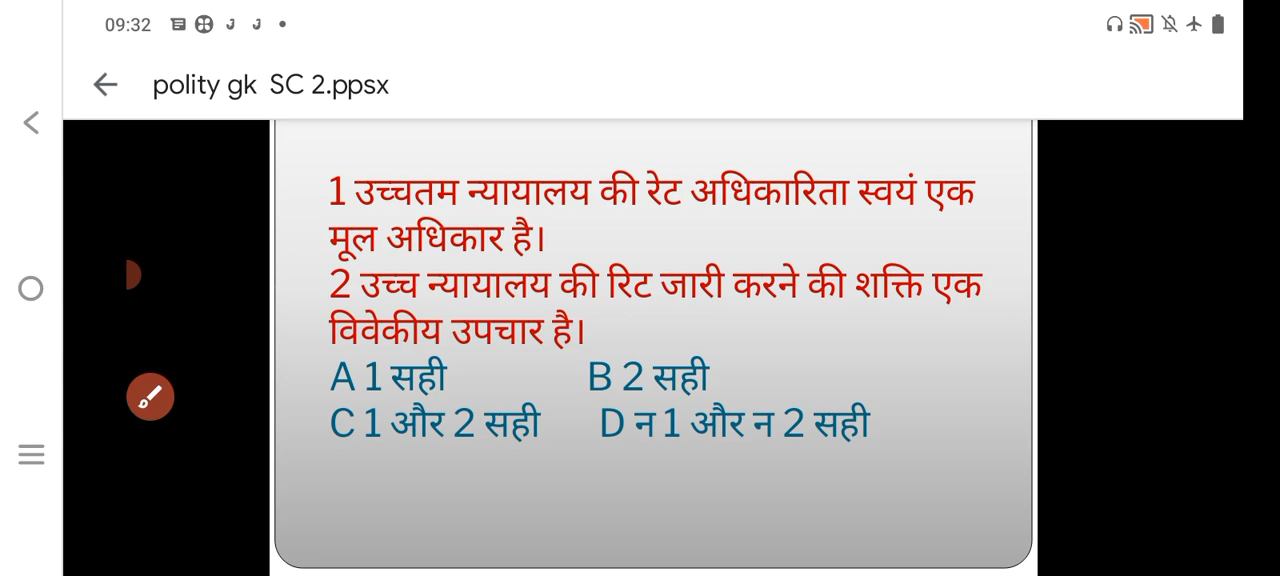 09:32
polity gk SC 2.ppsx
1 उच्चतम न्यायालय की रेट अधिकारिता स्वयं एक
मूल अधिकार है।
2 उच्च न्यायालय की रिट जारी करने की शक्ति एक
विवेकीय उपचार है।
A 1 सही B 2 सही
C 1 और 2 सही D न 1 और न 2 सही